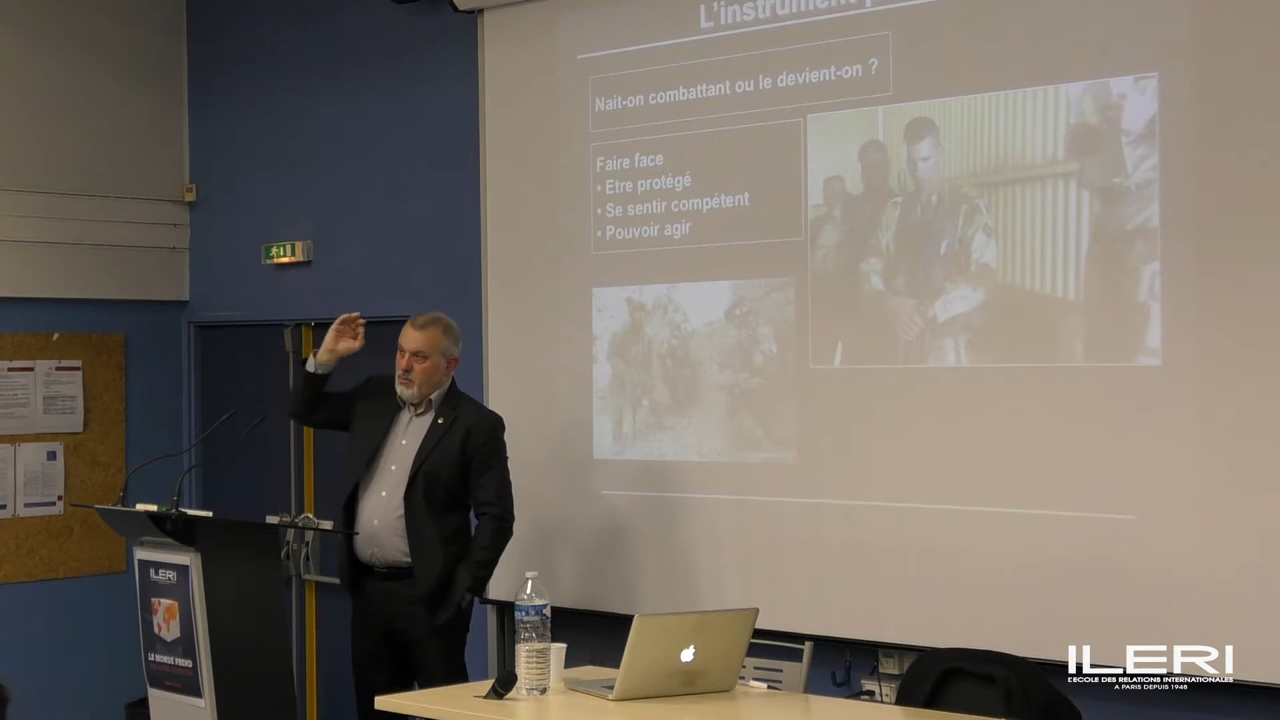 L'instrument
Nait-on combattant ou le devient-on ?
Faire face
• Etre protégé
• Se sentir compétent
• Pouvoir agir
ILERI
LE MONDE PREND
ILERI
L'ECOLE DES RELATIONS INTERNATIONALES
A PARIS DEPUIS 1948